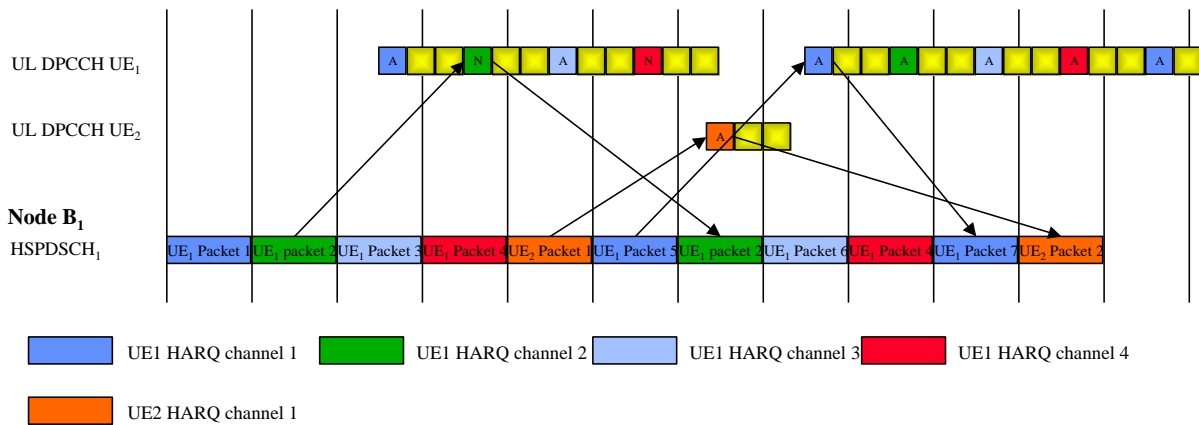 UL DPCCH UE1
A N A N A A A A A
UL DPCCH UE2
A
Node B1
HSPDSCH1
UE1 Packet 1 UE1 packet 2 UE1 Packet 3 UE1 Packet 4 UE2 Packet 1 UE1 Packet 5 UE1 packet 2 UE1 Packet 6 UE1 Packet 4 UE1 Packet 7 UE2 Packet 2
UE1 HARQ channel 1 UE1 HARQ channel 2 UE1 HARQ channel 3 UE1 HARQ channel 4
UE2 HARQ channel 1